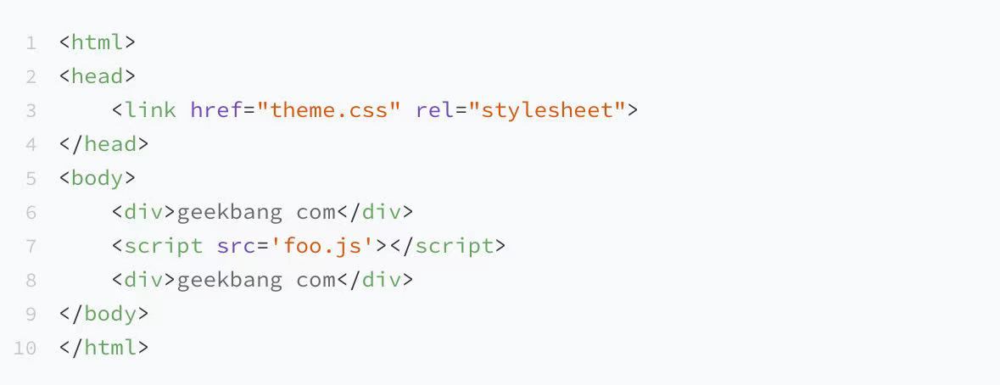 1 <html>
2 <head>
3     <link href="theme.css" rel="stylesheet">
4 </head>
5 <body>
6     <div>geekbang com</div>
7     <script src='foo.js'></script>
8     <div>geekbang com</div>
9 </body>
10 </html>